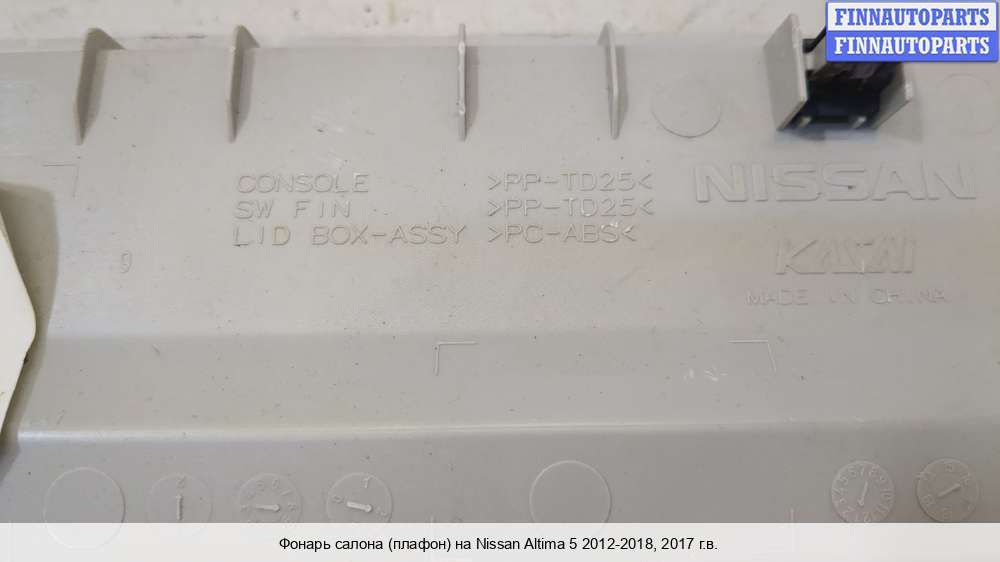 FINNAUTOPARTS
FINNAUTOPARTS
CONSOLE >PP-TD25<
SW FIN >PP-TD25<
LID BOX-ASSY >PC-ABS<
NISSAN
KASAI
MADE IN CHINA
9
Фонарь салона (плафон) на Nissan Altima 5 2012-2018, 2017 г.в.